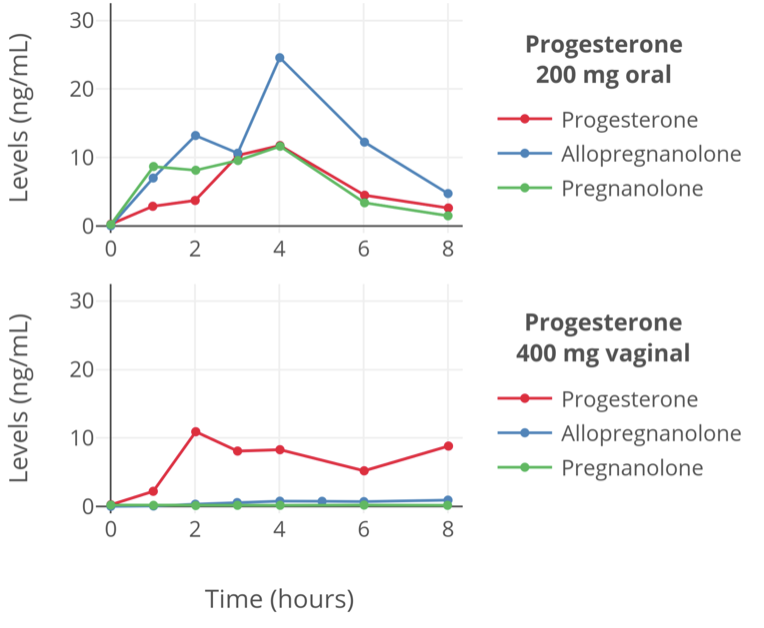 Levels (ng/mL)
30
20
10
0
0 2 4 6 8
Progesterone
200 mg oral
Progesterone
Allopregnanolone
Pregnanolone
Levels (ng/mL)
30
20
10
0
0 2 4 6 8
Progesterone
400 mg vaginal
Progesterone
Allopregnanolone
Pregnanolone
Time (hours)